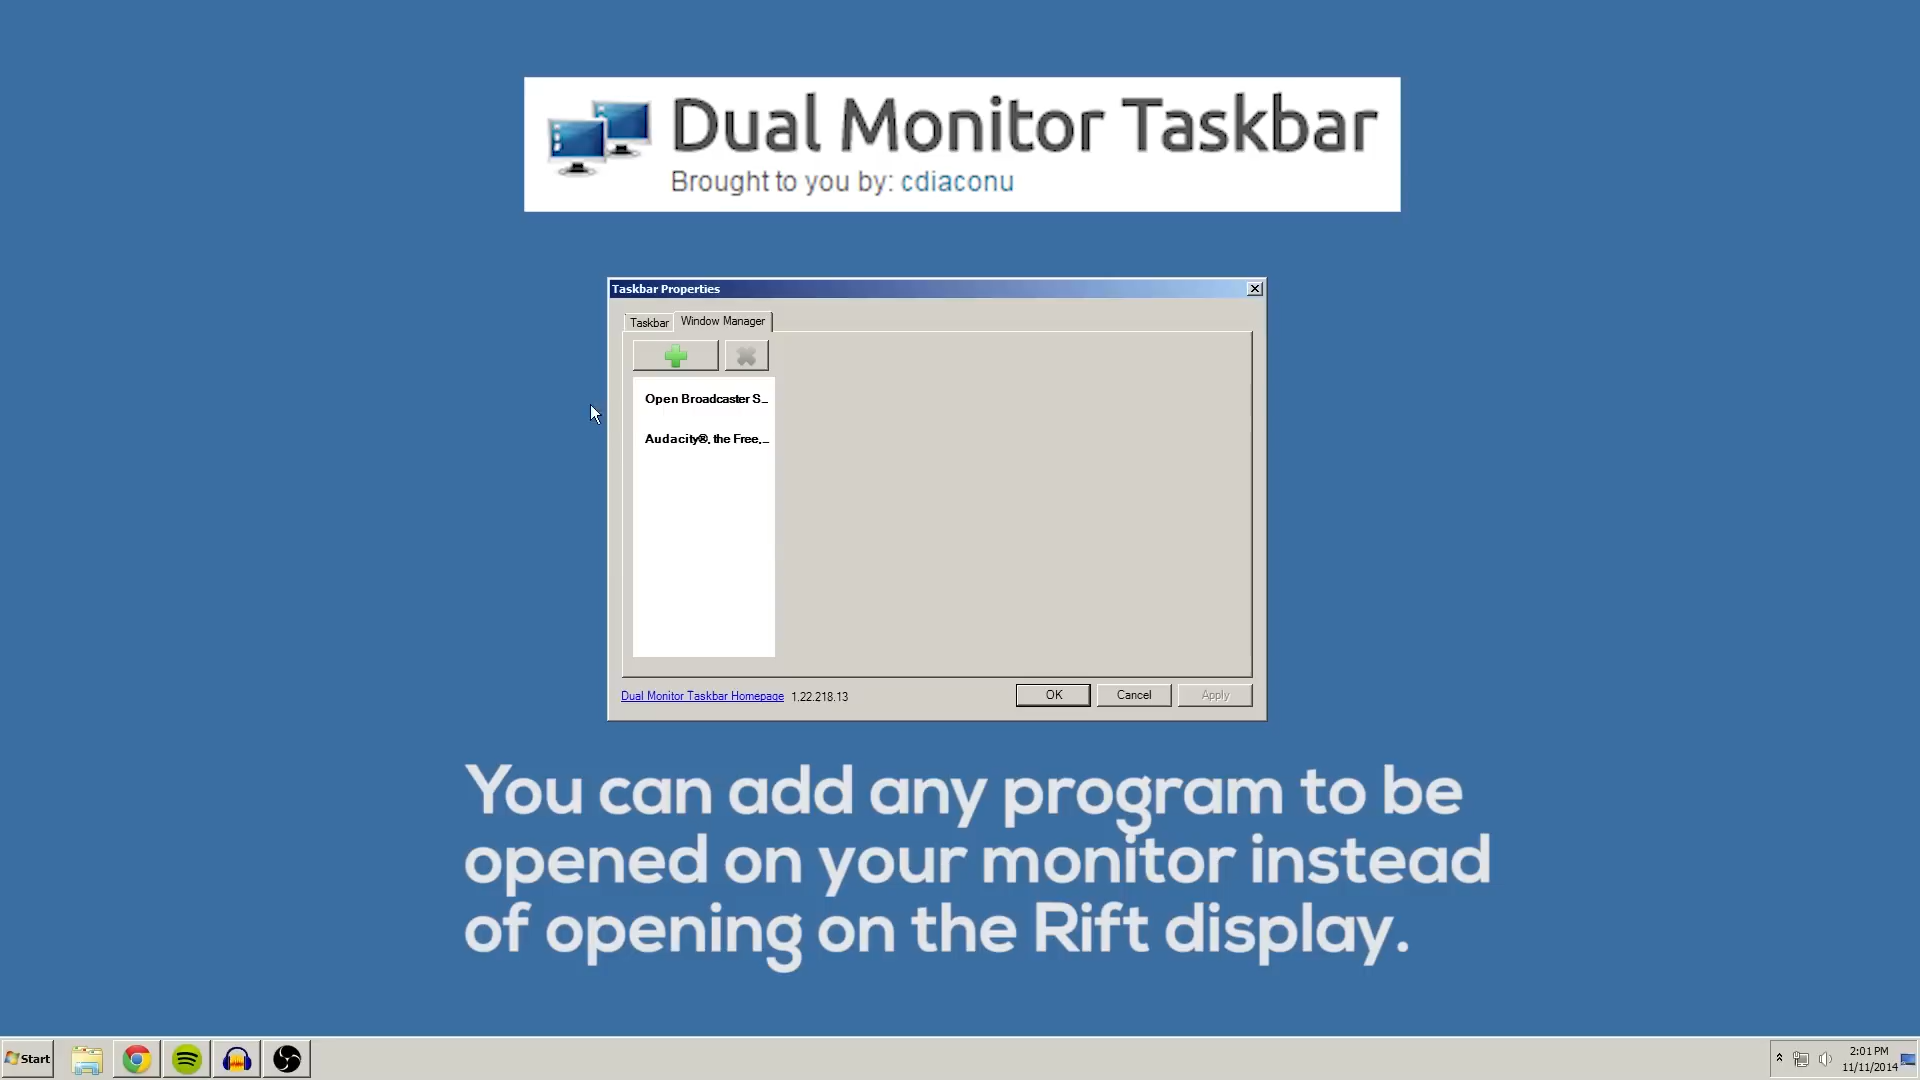 Dual Monitor Taskbar
Brought to you by: cdiaconu
Taskbar Properties
Taskbar
Window Manager
Open Broadcaster S...
Audacity®, the Free,...
Dual Monitor Taskbar Homepage 1.22.218.13
OK
Cancel
Apply
You can add any program to be
opened on your monitor instead
of opening on the Rift display.
Start
2:01 PM
11/11/2014